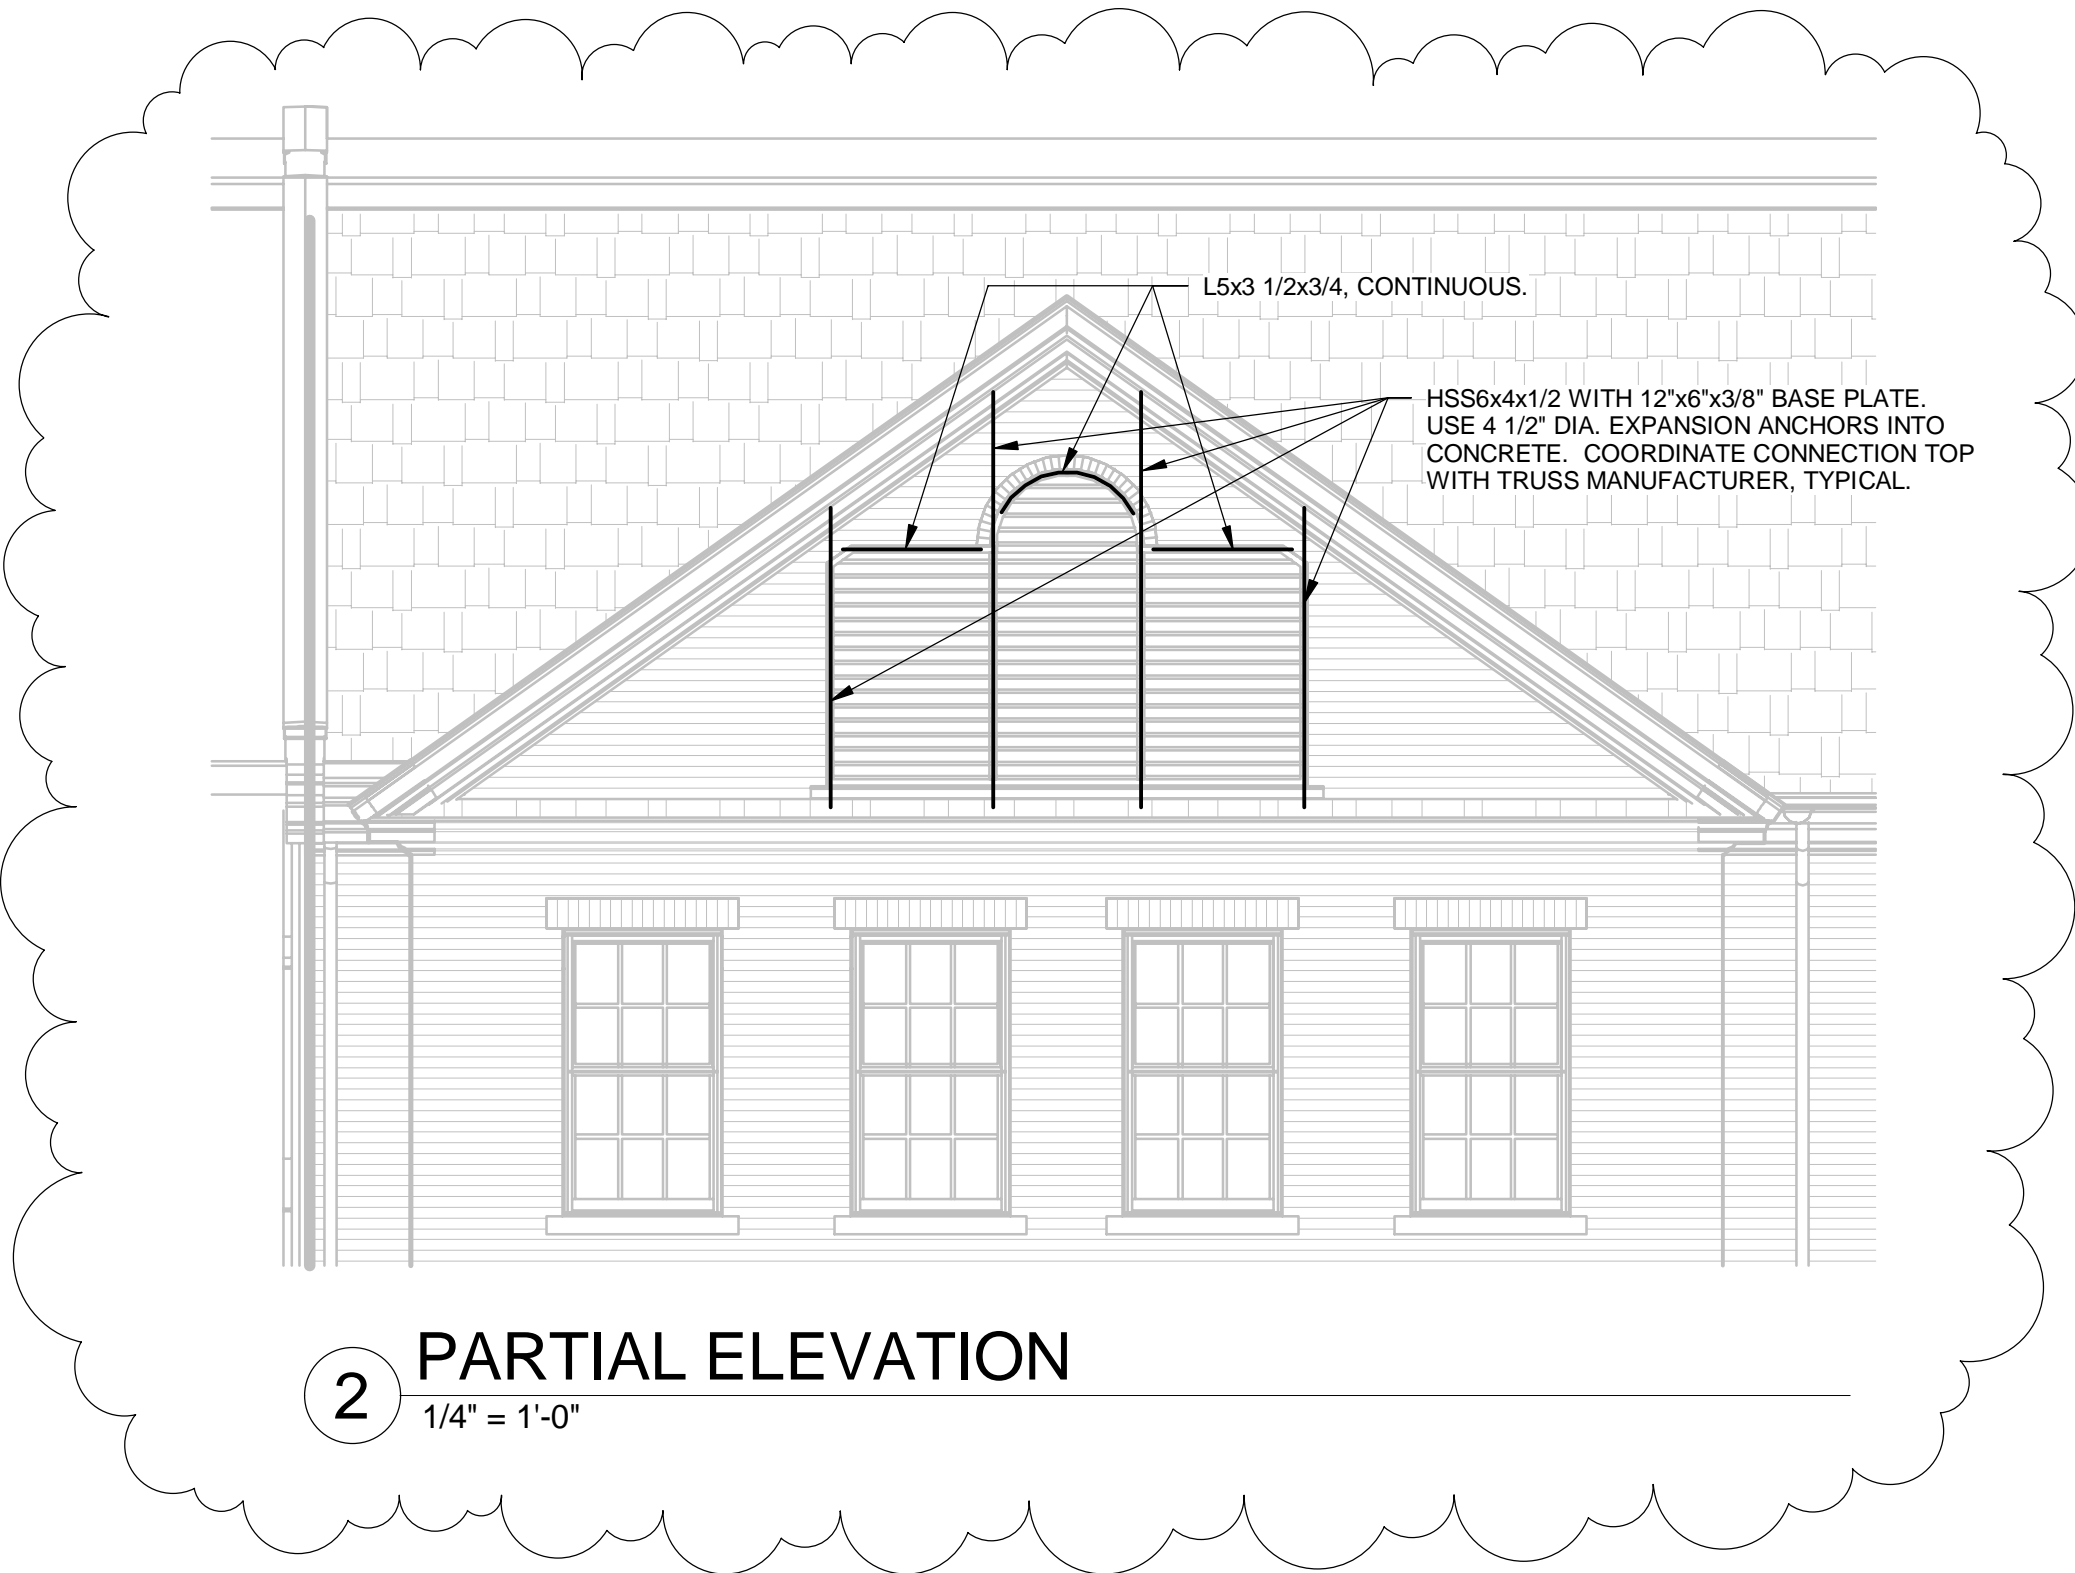 L5x3 1/2x3/4, CONTINUOUS.
HSS6x4x1/2 WITH 12"x6"x3/8" BASE PLATE.
USE 4 1/2" DIA. EXPANSION ANCHORS INTO
CONCRETE.  COORDINATE CONNECTION TOP
WITH TRUSS MANUFACTURER, TYPICAL.
2
PARTIAL ELEVATION
1/4" = 1'-0"